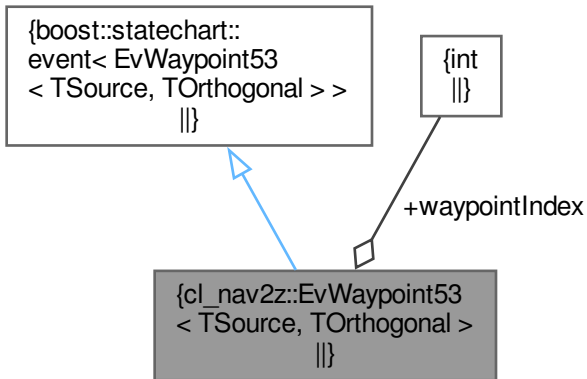 {boost::statechart::
event< EvWaypoint53
< TSource, TOrthogonal > >
||}
{int
||}
+waypointIndex
{cl_nav2z::EvWaypoint53
< TSource, TOrthogonal >
||}